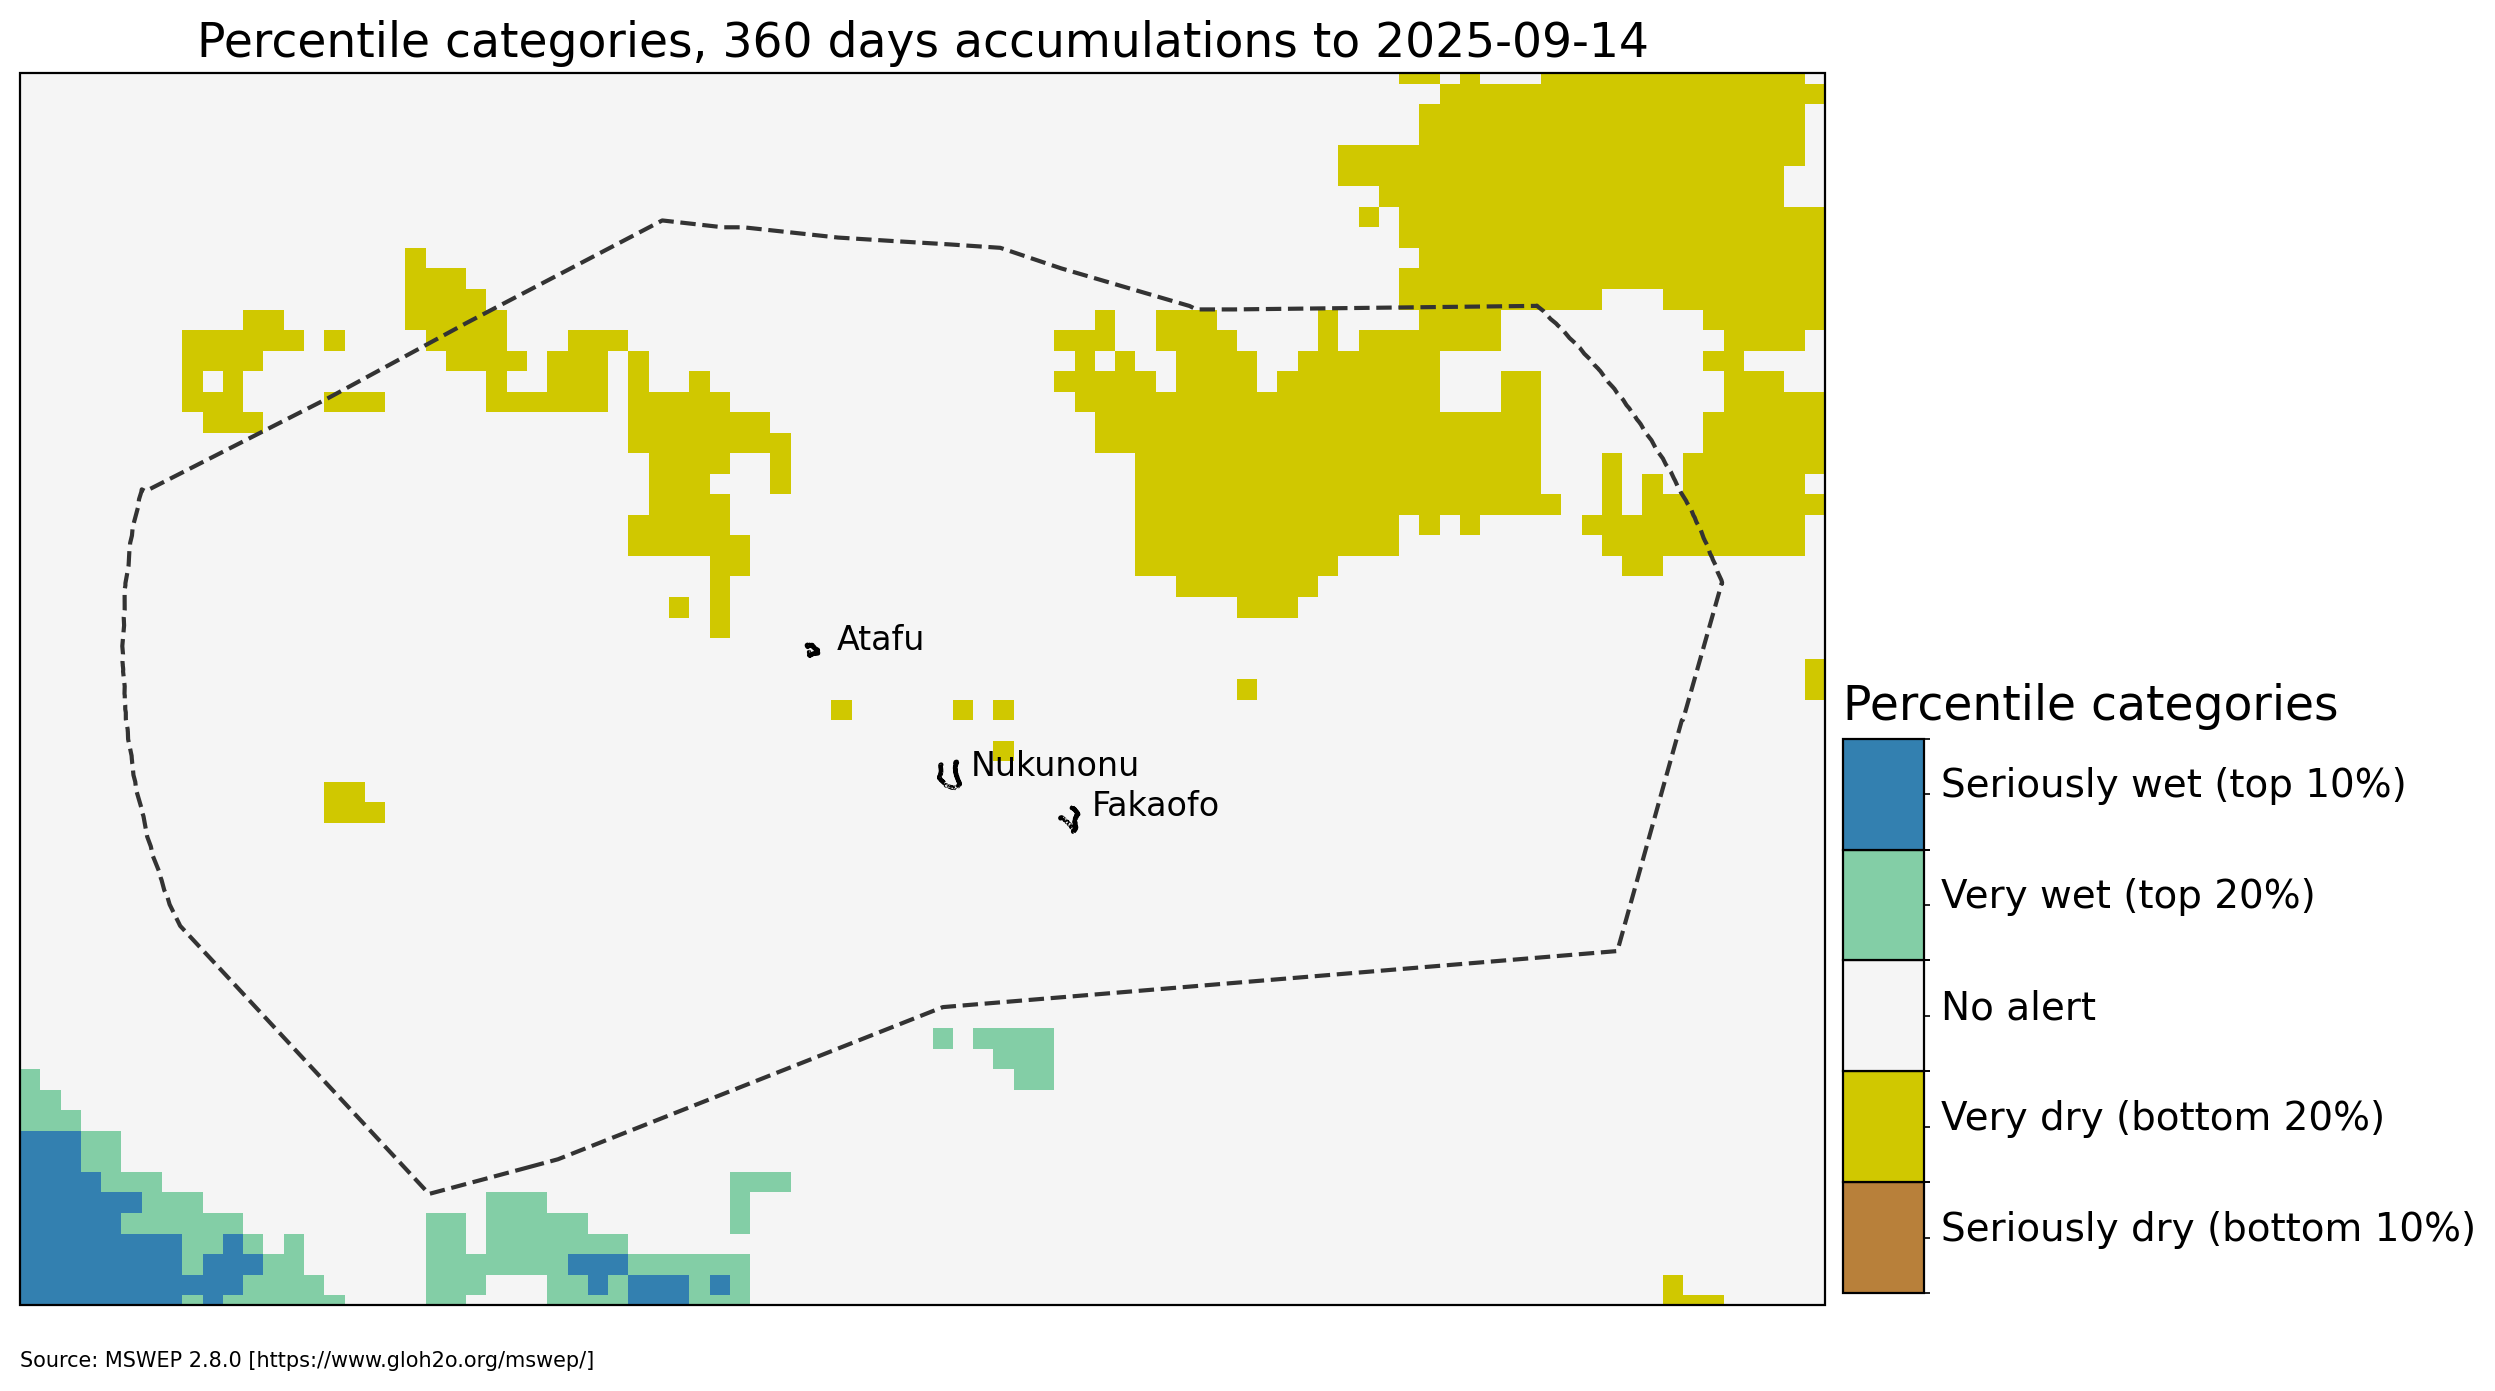 Percentile categories, 360 days accumulations to 2025-09-14
Atafu
Nukunonu
Fakaofo
Percentile categories
Seriously wet (top 10%)
Very wet (top 20%)
No alert
Very dry (bottom 20%)
Seriously dry (bottom 10%)
Source: MSWEP 2.8.0 [https://www.gloh2o.org/mswep/]